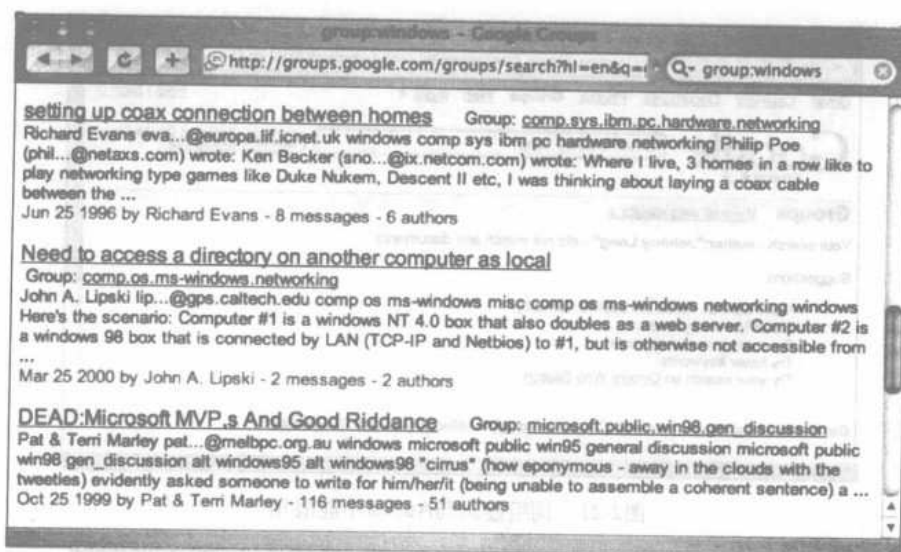 group:windows - Google Groups
http://groups.google.com/groups/search?hl=en&q= group:windows
setting up coax connection between homes Group: comp.sys.ibm.pc.hardware.networking
Richard Evans eva...@europa.lif.icnet.uk windows comp sys ibm pc hardware networking Philip Poe
(phil...@netaxs.com) wrote: Ken Becker (sno...@ix.netcom.com) wrote: Where I live, 3 homes in a row like to
play networking type games like Duke Nukem, Descent II etc, I was thinking about laying a coax cable
between the ...
Jun 25 1996 by Richard Evans - 8 messages - 6 authors
Need to access a directory on another computer as local
Group: comp.os.ms-windows.networking
John A. Lipski lip...@gps.caltech.edu comp os ms-windows misc comp os ms-windows networking windows
Here's the scenario: Computer #1 is a windows NT 4.0 box that also doubles as a web server. Computer #2 is
a windows 98 box that is connected by LAN (TCP-IP and Netbios) to #1, but is otherwise not accessible from
...
Mar 25 2000 by John A. Lipski - 2 messages - 2 authors
DEAD:Microsoft MVP,s And Good Riddance Group: microsoft.public.win98.gen_discussion
Pat & Terri Marley pat...@melbpc.org.au windows microsoft public win95 general discussion microsoft public
win98 gen_discussion alt windows95 alt windows98 "cirrus" (how eponymous - away in the clouds with the
tweeties) evidently asked someone to write for him/her/it (being unable to assemble a coherent sentence) a ...
Oct 25 1999 by Pat & Terri Marley - 116 messages - 51 authors